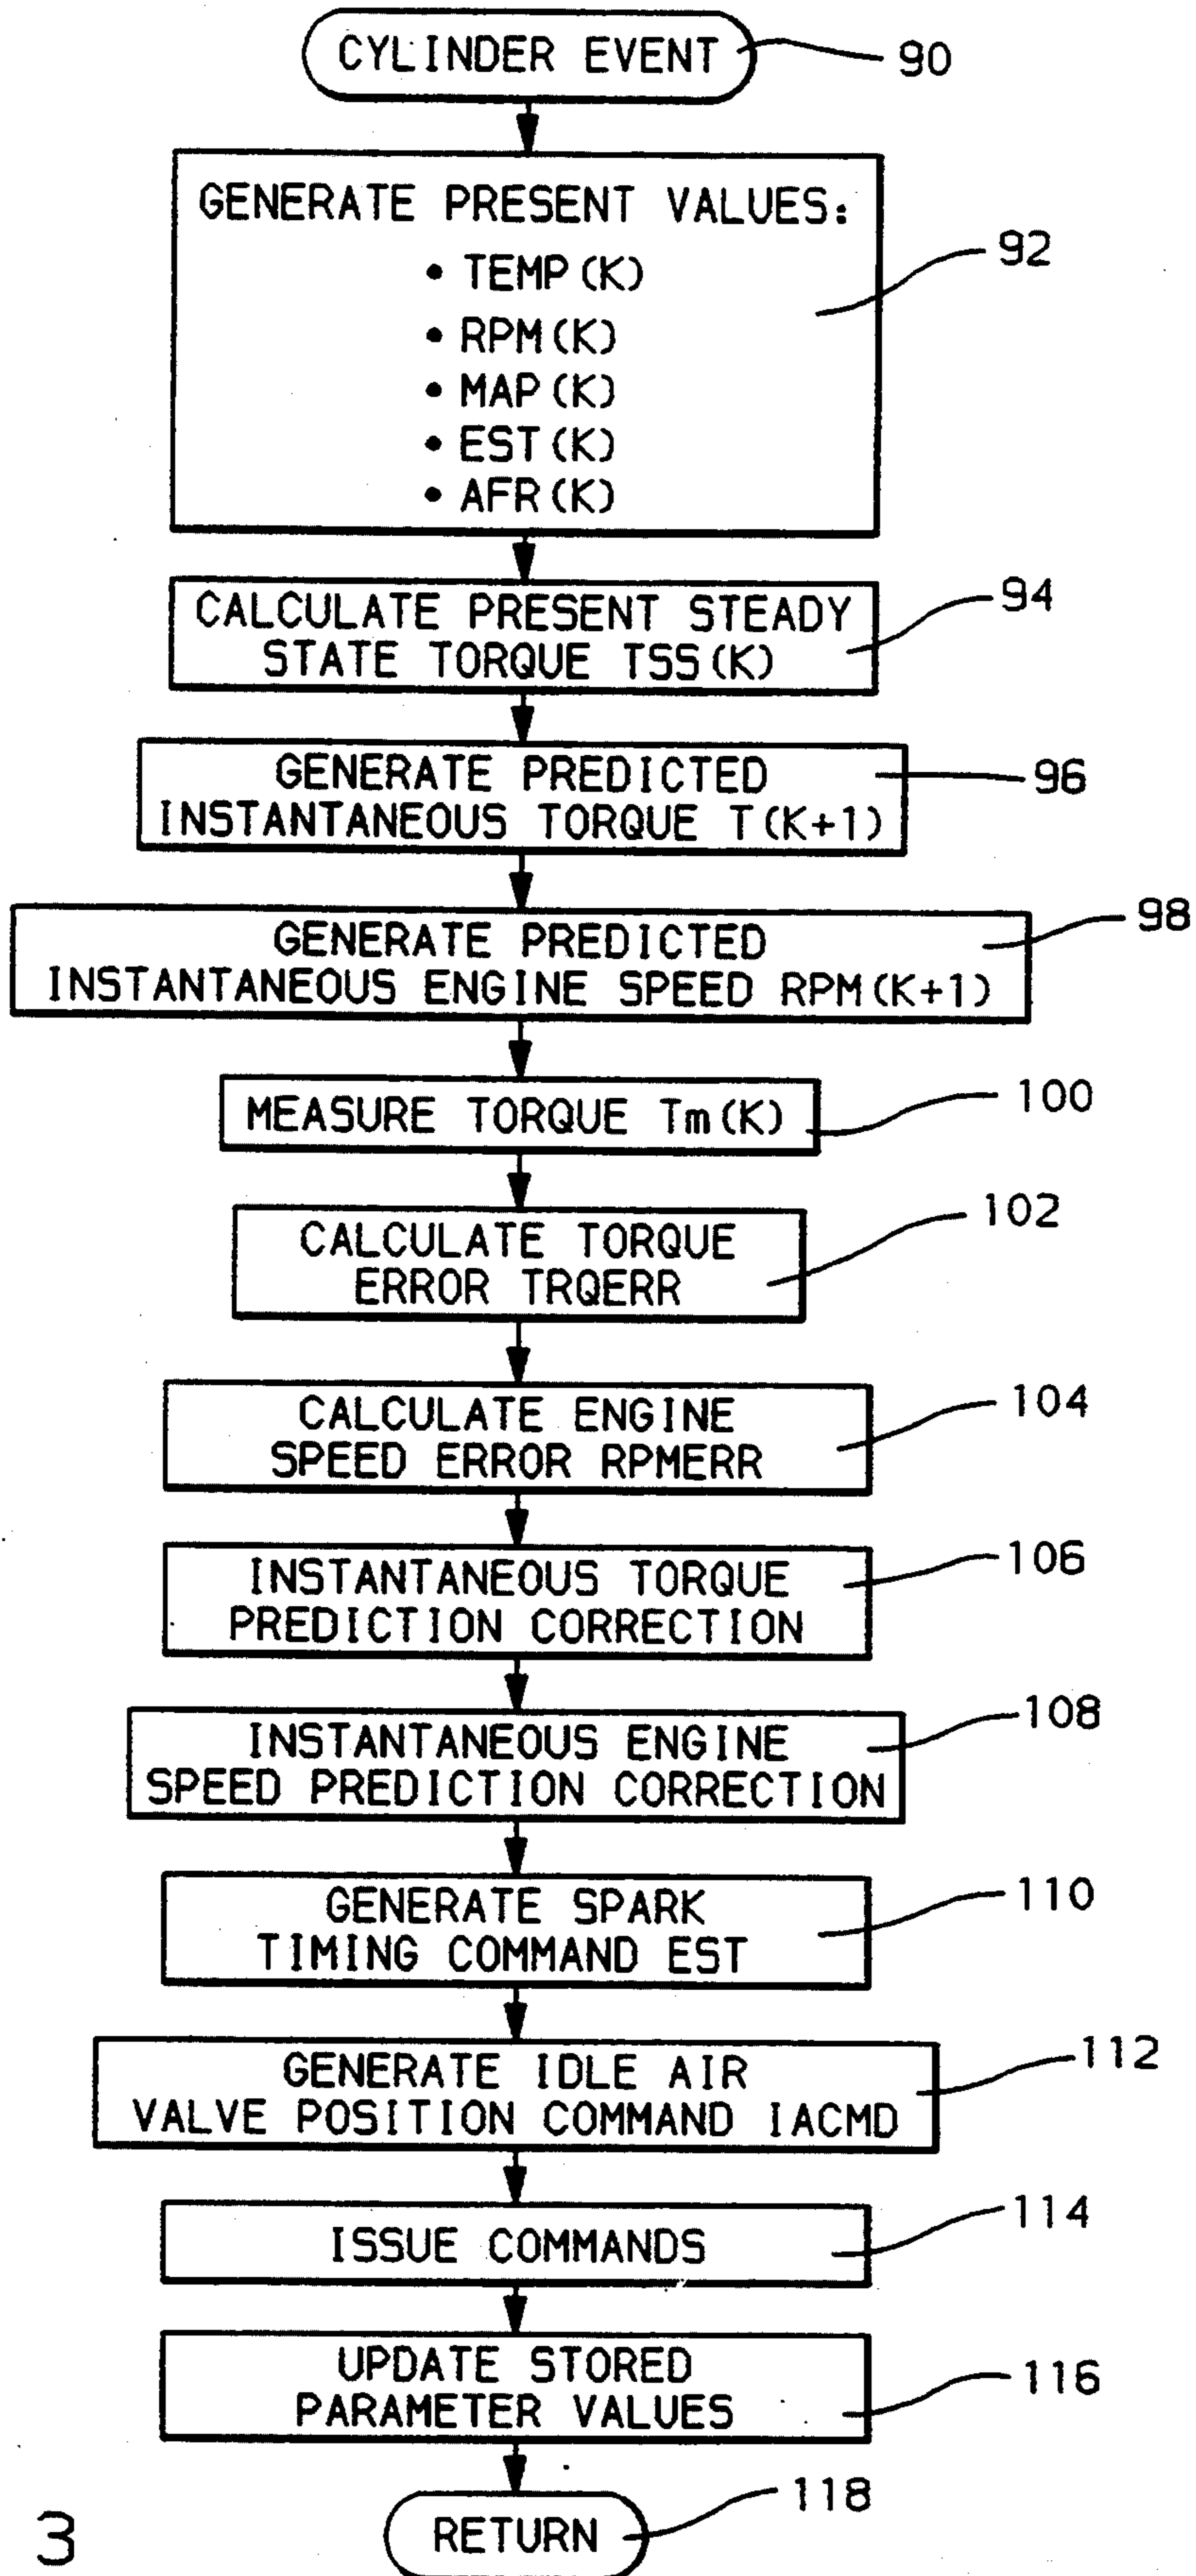 CYLINDER EVENT
90
GENERATE PRESENT VALUES:
92
• TEMP(K)
• RPM(K)
• MAP(K)
• EST(K)
• AFR(K)
CALCULATE PRESENT STEADY
STATE TORQUE TSS(K)
94
GENERATE PREDICTED
INSTANTANEOUS TORQUE T(K+1)
96
GENERATE PREDICTED
INSTANTANEOUS ENGINE SPEED RPM(K+1)
98
MEASURE TORQUE Tm(K)
100
CALCULATE TORQUE
ERROR TRQERR
102
CALCULATE ENGINE
SPEED ERROR RPMERR
104
INSTANTANEOUS TORQUE
PREDICTION CORRECTION
106
INSTANTANEOUS ENGINE
SPEED PREDICTION CORRECTION
108
GENERATE SPARK
TIMING COMMAND EST
110
GENERATE IDLE AIR
VALVE POSITION COMMAND IACMD
112
ISSUE COMMANDS
114
UPDATE STORED
PARAMETER VALUES
116
RETURN
118
3